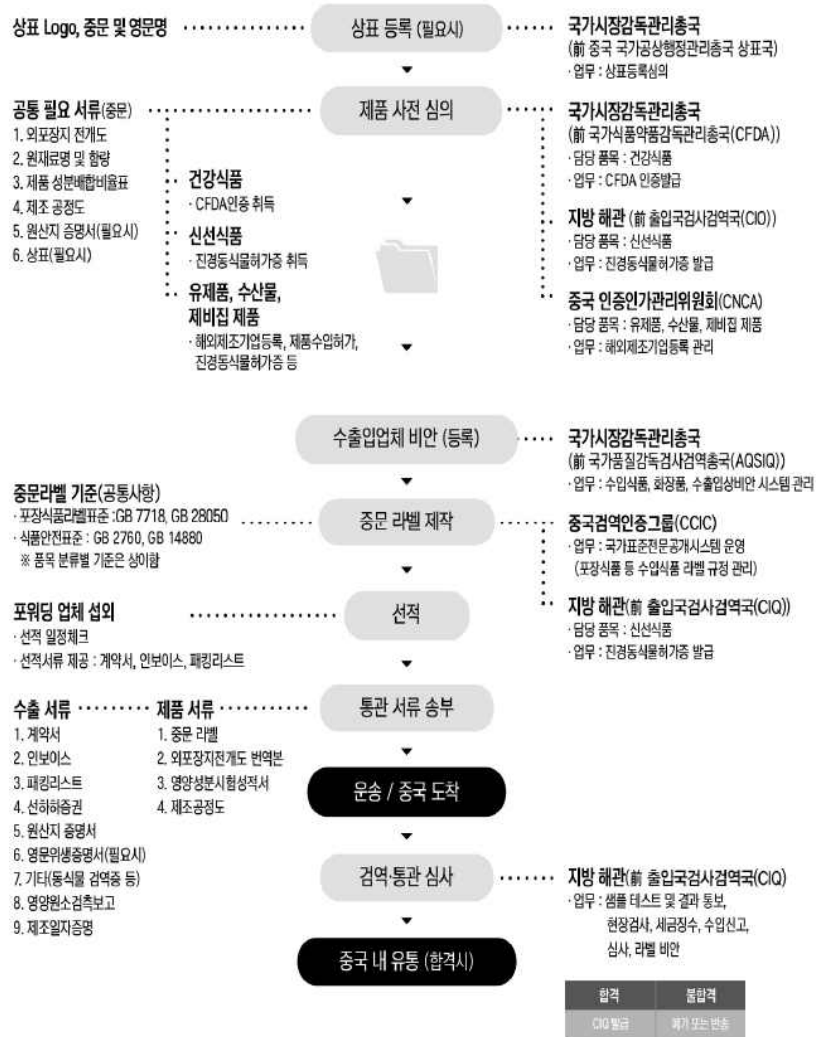 상표 Logo, 중문 및 영문명
상표 등록 (필요시)
국가시장감독관리총국
(前 중국 국가공상행정관리총국 상표국)
· 업무 : 상표등록심의
공통 필요 서류(중문)
1. 외포장지 전개도
2. 원재료명 및 함량
3. 제품 성분배합비율표
4. 제조 공정도
5. 원산지 증명서(필요시)
6. 상표(필요시)
제품 사전 심의
건강식품
· CFDA인증 취득
신선식품
· 진경동식물허가증 취득
유제품, 수산물,
제비집 제품
· 해외제조기업등록, 제품수입허가,
진경동식물허가증 등
국가시장감독관리총국
(前 국가식품약품감독관리총국(CFDA))
· 담당 품목 : 건강식품
· 업무 : CFDA 인증발급
지방 해관 (前 출입국검사검역국(CIO))
· 담당 품목 : 신선식품
· 업무 : 진경동식물허가증 발급
중국 인증인가관리위원회(CNCA)
· 담당 품목 : 유제품, 수산물, 제비집 제품
· 업무 : 해외제조기업등록 관리
수출입업체 비안 (등록)
국가시장감독관리총국
(前 국가품질감독검사검역총국(AQSIQ))
· 업무 : 수입식품, 화장품, 수출입상비안 시스템 관리
중문라벨 기준(공통사항)
· 포장식품라벨표준 : GB 7718, GB 28050
· 식품안전표준 : GB 2760, GB 14880
※ 품목 분류별 기준은 상이함
중문 라벨 제작
중국검역인증그룹(CCIC)
· 업무 : 국가표준전문공개시스템 운영
(포장식품 등 수입식품 라벨 규정 관리)
지방 해관(前 출입국검사검역국(CIQ))
· 담당 품목 : 신선식품
· 업무 : 진경동식물허가증 발급
포워딩 업체 섭외
· 선적 일정체크
· 선적서류 제공 : 계약서, 인보이스, 패킹리스트
선적
수출 서류
1. 계약서
2. 인보이스
3. 패킹리스트
4. 선하하증권
5. 원산지 증명서
6. 영문위생증명서(필요시)
7. 기타(동식물 검역증 등)
8. 영양원소검측보고
9. 제조일자증명
제품 서류
1. 중문 라벨
2. 외포장지전개도 번역본
3. 영양성분시험성적서
4. 제조공정도
통관 서류 송부
운송 / 중국 도착
검역·통관 심사
지방 해관(前 출입국검사검역국(CIQ)
· 업무 : 샘플 테스트 및 결과 통보,
현장검사, 세금징수, 수입신고,
심사, 라벨 비안
중국 내 유통 (합격시)
합격
불합격
CIQ 발급
폐기 또는 반송